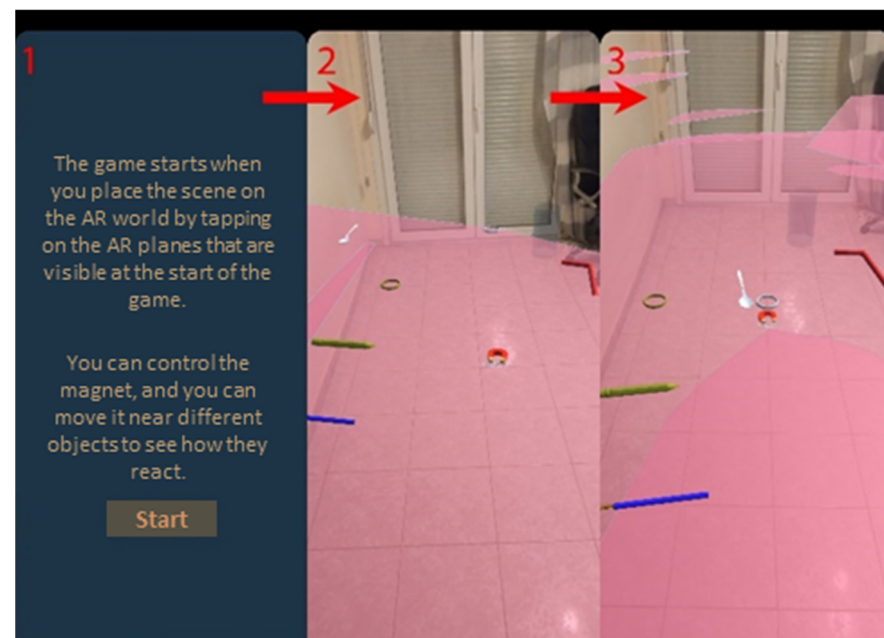 1
The game starts when
you place the scene on
the AR world by tapping
on the AR planes that are
visible at the start of the
game.
You can control the
magnet, and you can
move it near different
objects to see how they
react.
Start
2
3